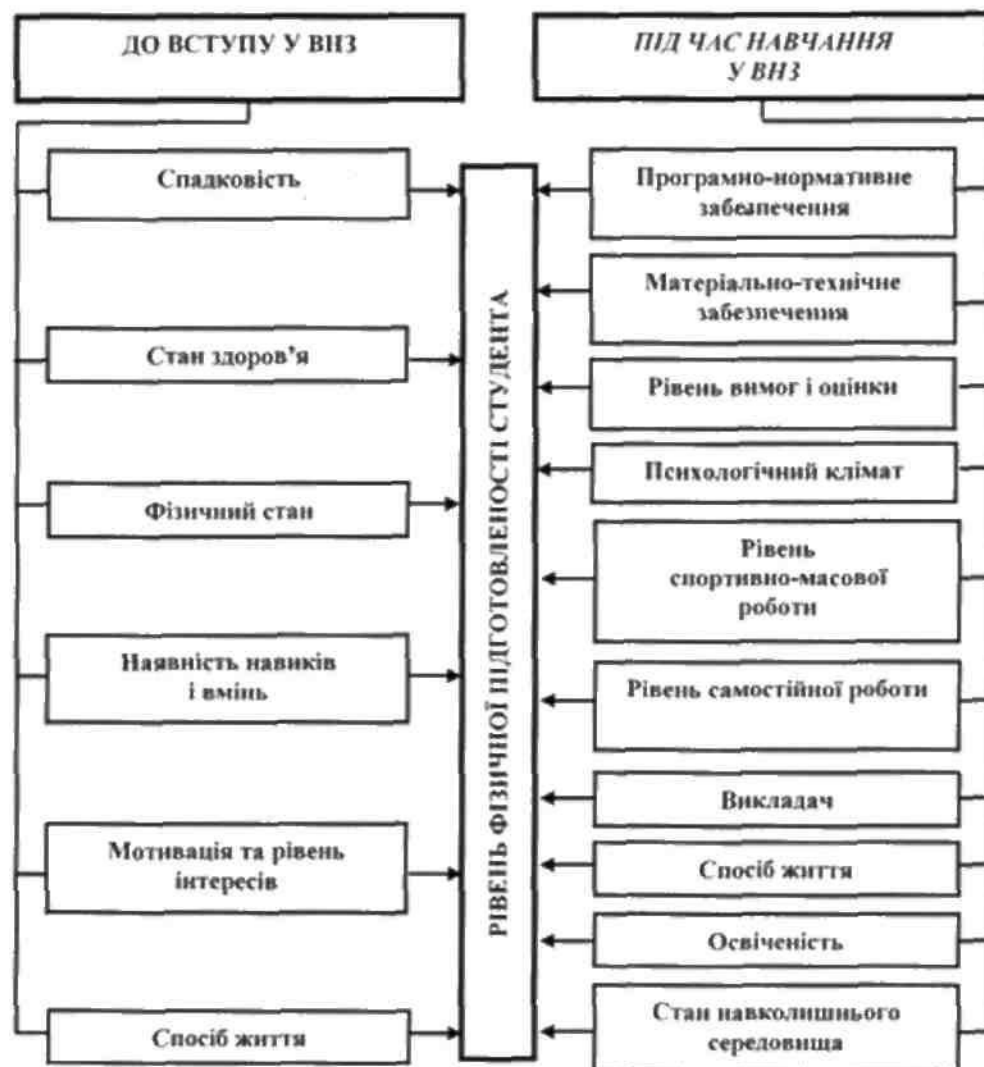 ДО ВСТУПУ У ВНЗ
ПІД ЧАС НАВЧАННЯ
У ВНЗ
Спадковість
Стан здоров’я
Фізичний стан
Наявність навиків
і вмінь
Мотивація та рівень
інтересів
Спосіб життя
РІВЕНЬ ФІЗИЧНОЇ ПІДГОТОВЛЕНОСТІ СТУДЕНТА
Програмно-нормативне
забезпечення
Матеріально-технічне
забезпечення
Рівень вимог і оцінки
Психологічний клімат
Рівень
спортивно-масової
роботи
Рівень самостійної роботи
Викладач
Спосіб життя
Освіченість
Стан навколишнього
середовища